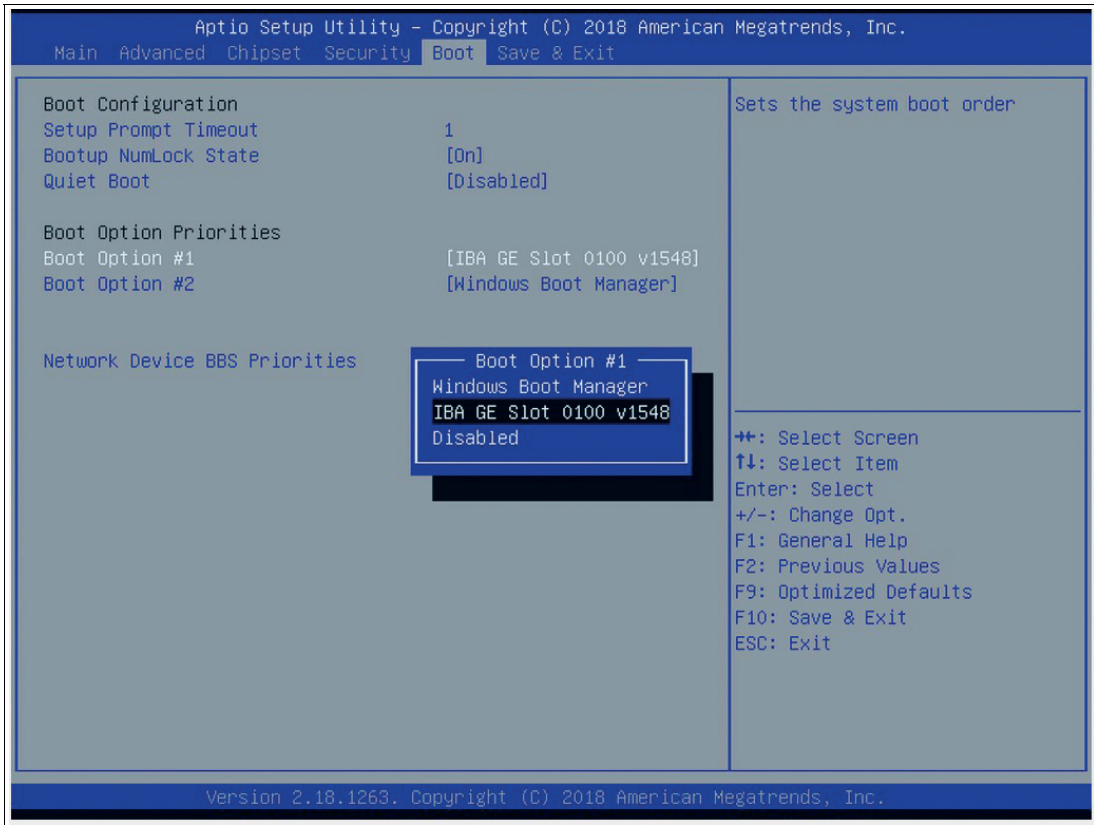 Aptio Setup Utility – Copyright (C) 2018 American Megatrends, Inc.
Main Advanced Chipset Security Boot Save & Exit
Boot Configuration
Setup Prompt Timeout 1
Bootup NumLock State [On]
Quiet Boot [Disabled]
Boot Option Priorities
Boot Option #1 [IBA GE Slot 0100 v1548]
Boot Option #2 [Windows Boot Manager]
Network Device BBS Priorities
Boot Option #1
Windows Boot Manager
IBA GE Slot 0100 v1548
Disabled
Sets the system boot order
→←: Select Screen
↑↓: Select Item
Enter: Select
+/-: Change Opt.
F1: General Help
F2: Previous Values
F9: Optimized Defaults
F10: Save & Exit
ESC: Exit
Version 2.18.1263. Copyright (C) 2018 American Megatrends, Inc.